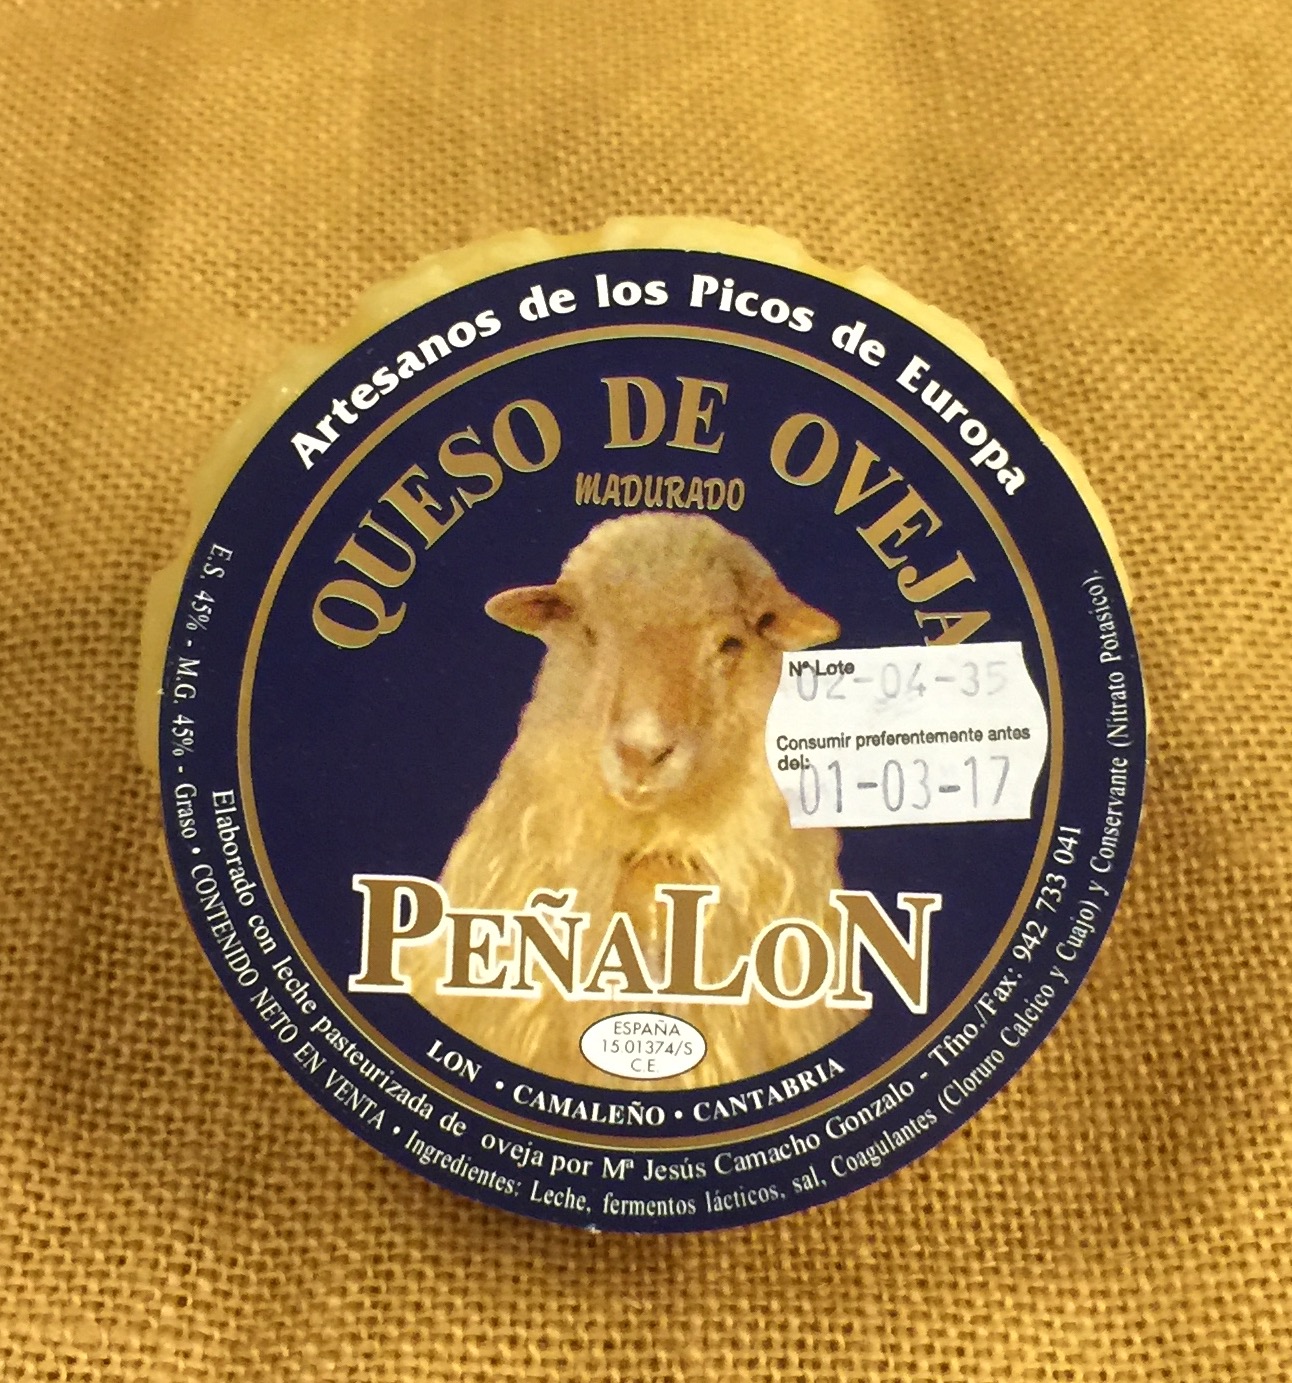 Artesanos de los Picos de Europa
QUESO DE OVEJA
MADURADO
Nº Lote
02-04-35
Consumir preferentemente antes
del:
01-03-17
PEÑALON
ESPAÑA
15.01374/S
C.E.
LON • CAMALEÑO • CANTABRIA
Elaborado con leche pasteurizada de oveja por Mª Jesús Camacho Gonzalo - Tfno./Fax: 942 733 041
E.S. 45% - M.G. 45% - Graso • CONTENIDO NETO EN VENTA • Ingredientes: Leche, fermentos lácticos, sal, Coagulantes (Cloruro Calcico y Cuajo) y Conservante (Nitrato Potasico).